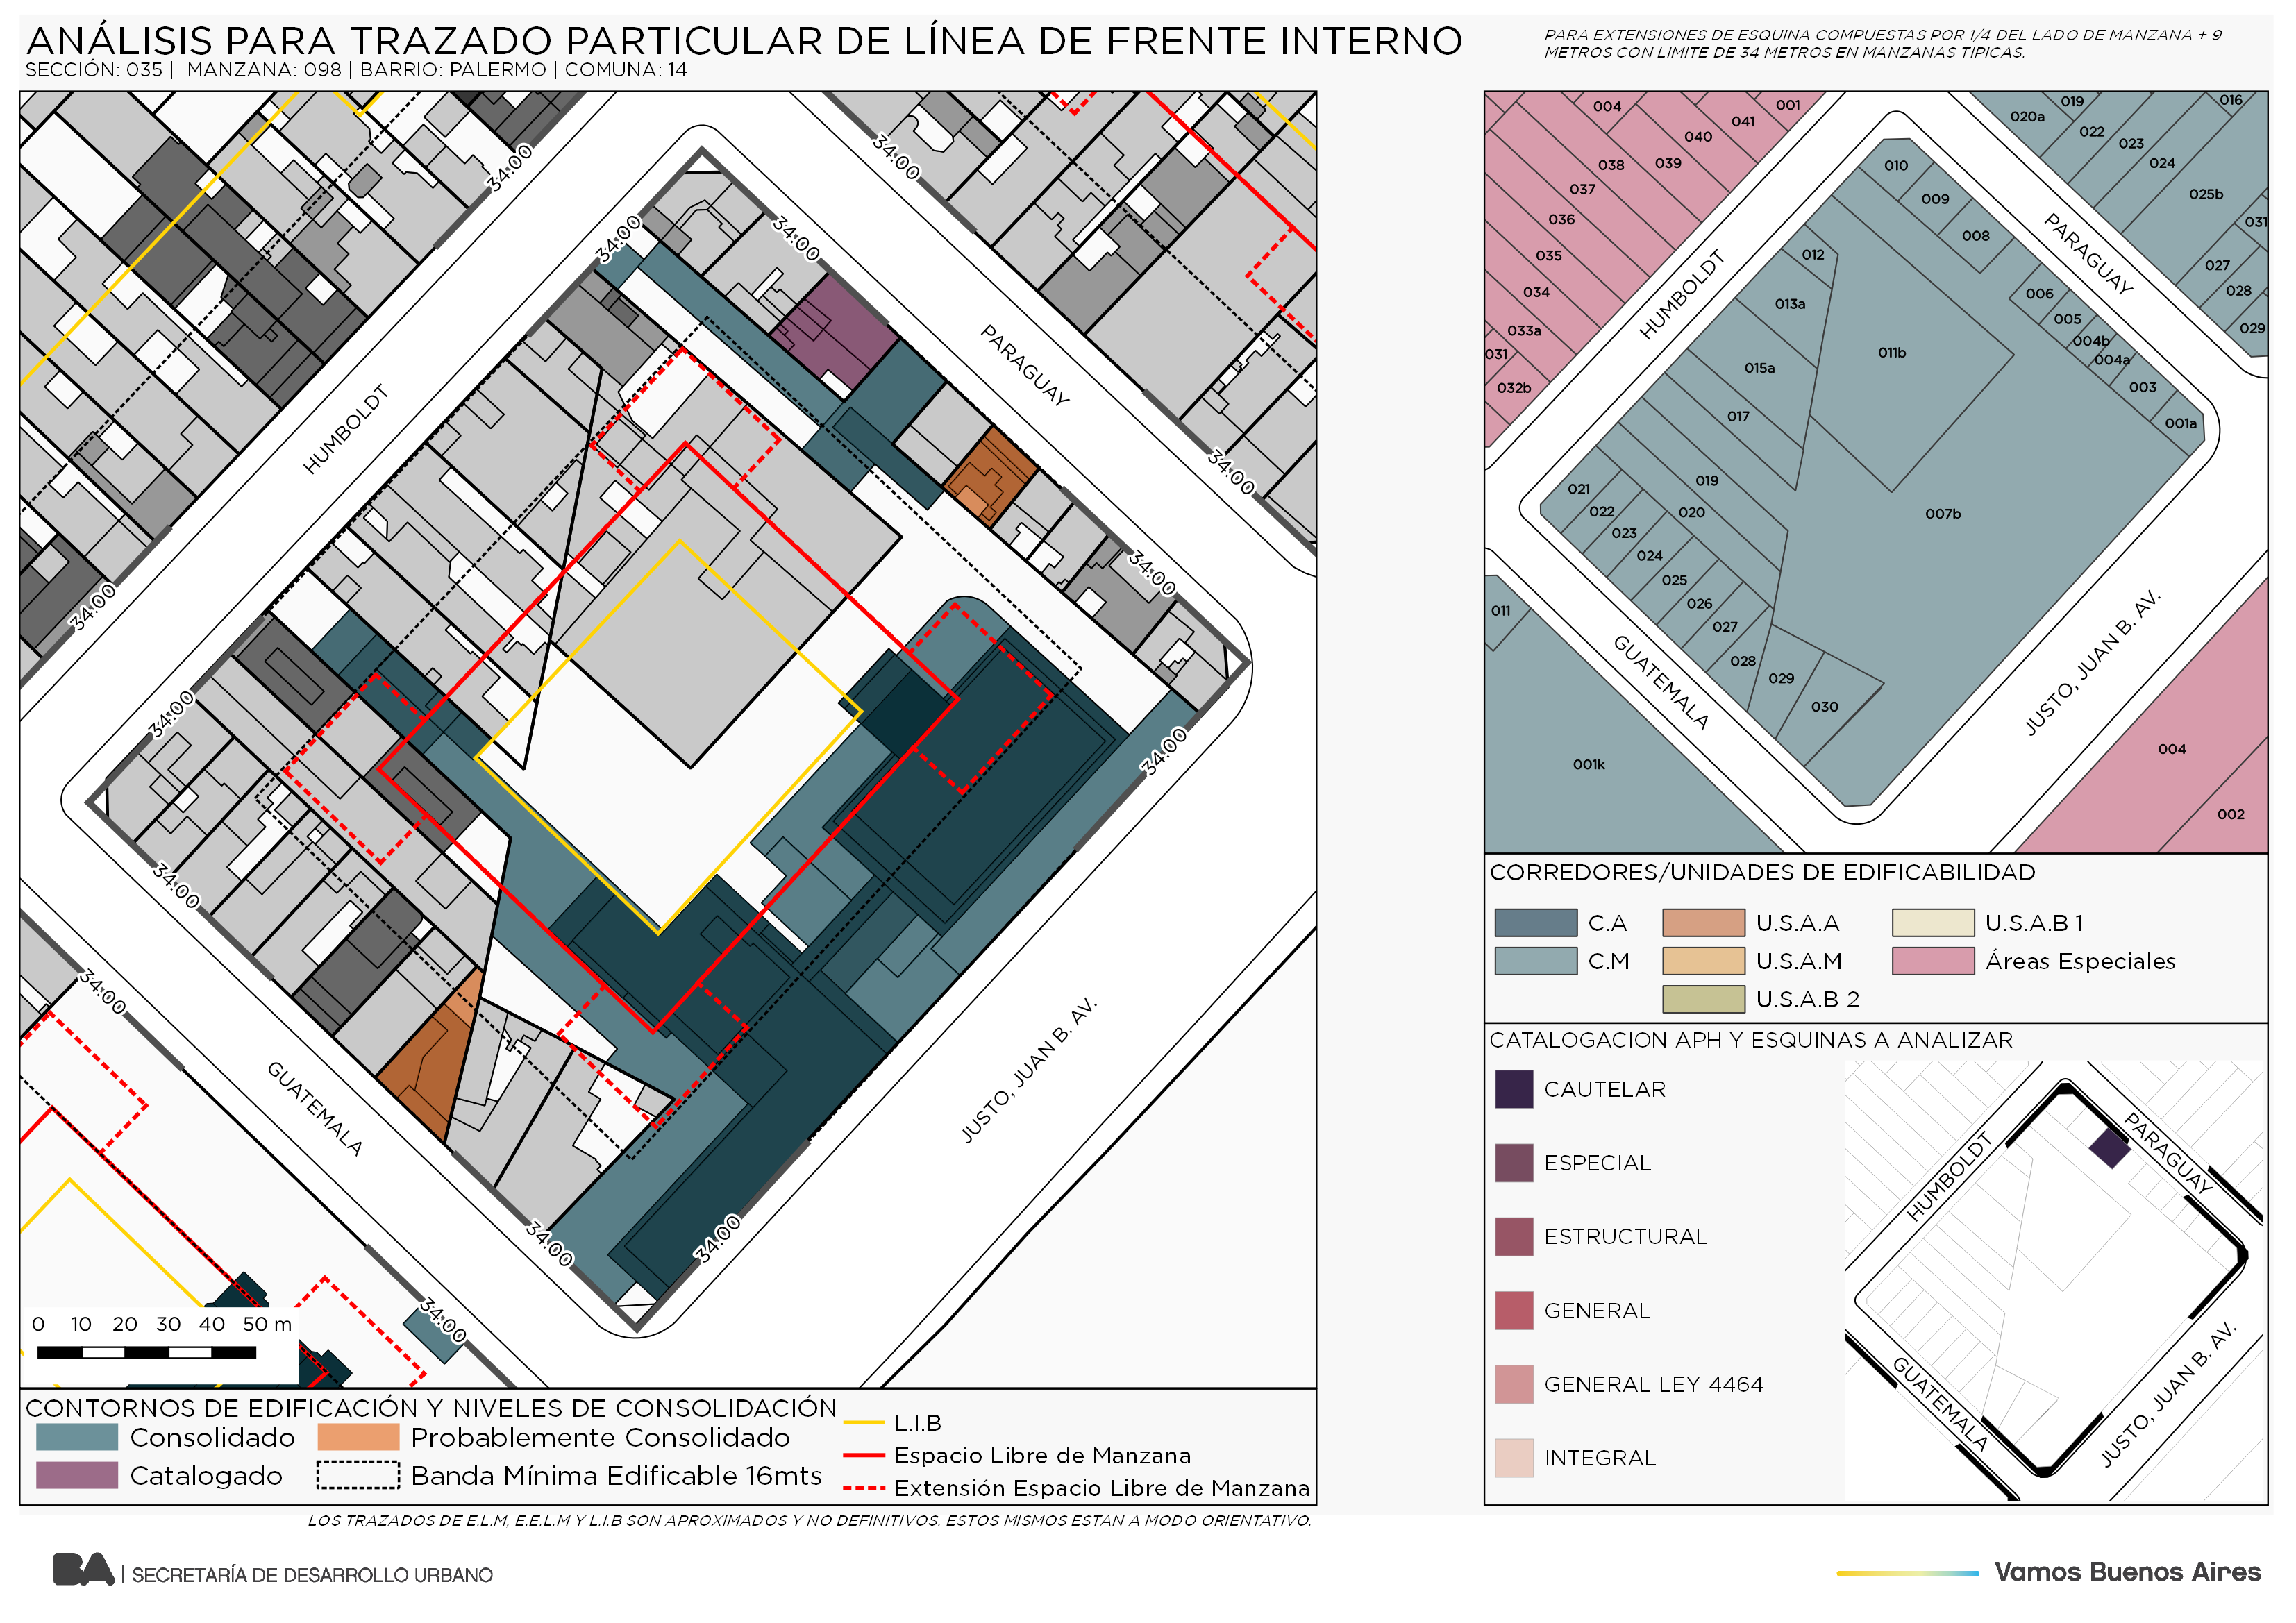 ANÁLISIS PARA TRAZADO PARTICULAR DE LÍNEA DE FRENTE INTERNO
SECCIÓN: 035 | MANZANA: 098 | BARRIO: PALERMO | COMUNA: 14
PARA EXTENSIONES DE ESQUINA COMPUESTAS POR 1/4 DEL LADO DE MANZANA + 9
METROS CON LIMITE DE 34 METROS EN MANZANAS TIPICAS.
34:00
34:00
34:00
34:00
PARAGUAY
HUMBOLDT
34:00
34:00
34:00
34:00
34:00
34:00
34:00
GUATEMALA
JUSTO, JUAN B. AV.
34:00
34:00
34:00
0 10 20 30 40 50 m
CONTORNOS DE EDIFICACIÓN Y NIVELES DE CONSOLIDACIÓN
Consolidado
Probablemente Consolidado
Catalogado
Banda Mínima Edificable 16mts
L.I.B
Espacio Libre de Manzana
Extensión Espacio Libre de Manzana
LOS TRAZADOS DE E.L.M, E.E.L.M Y L.I.B SON APROXIMADOS Y NO DEFINITIVOS. ESTOS MISMOS ESTAN A MODO ORIENTATIVO.
004
001
041
040
039
038
037
036
035
034
033a
031
032b
019
016
020a
022
023
024
025b
031
027
028
029
010
009
008
006
005
004b
004a
003
001a
012
013a
015a
017
011b
019
020
021
022
023
024
025
026
027
028
029
030
007b
011
001k
004
002
HUMBOLDT
PARAGUAY
GUATEMALA
JUSTO, JUAN B. AV.
CORREDORES/UNIDADES DE EDIFICABILIDAD
C.A
U.S.A.A
U.S.A.B 1
C.M
U.S.A.M
Áreas Especiales
U.S.A.B 2
CATALOGACION APH Y ESQUINAS A ANALIZAR
CAUTELAR
ESPECIAL
ESTRUCTURAL
GENERAL
GENERAL LEY 4464
INTEGRAL
HUMBOLDT
PARAGUAY
GUATEMALA
JUSTO, JUAN B. AV.
BA | SECRETARÍA DE DESARROLLO URBANO
Vamos Buenos Aires